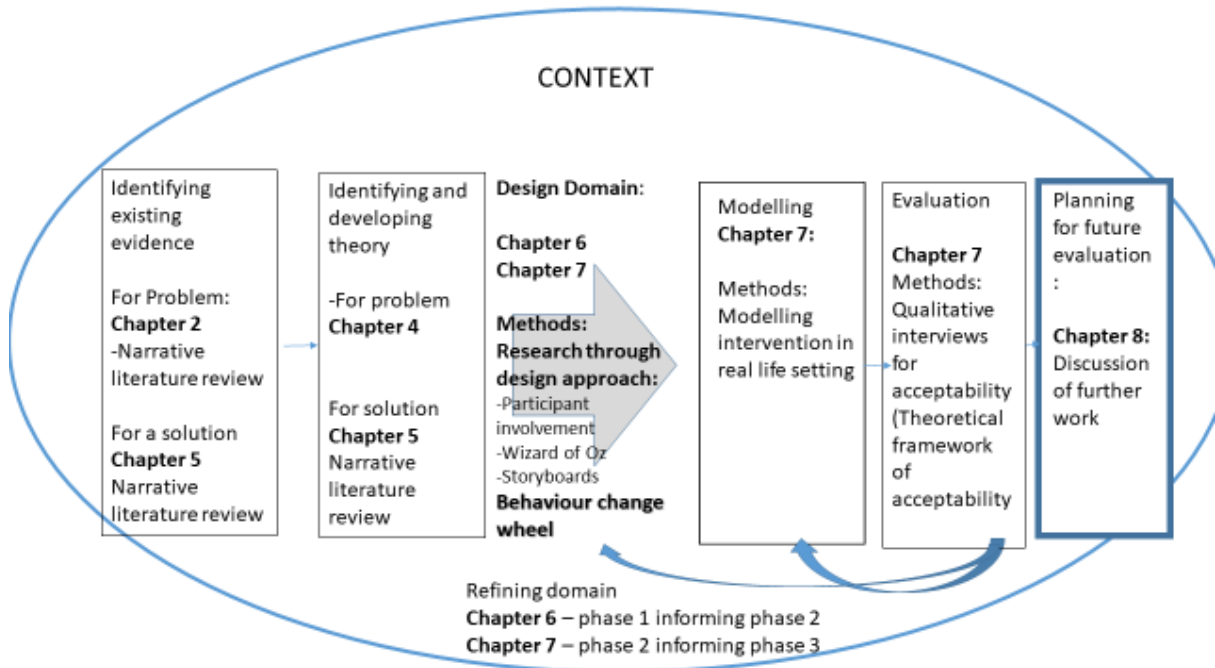 CONTEXT
Identifying
existing
evidence
For Problem:
Chapter 2
-Narrative
literature review
For a solution
Chapter 5
Narrative
literature review
Identifying and
developing
theory
-For problem
Chapter 4
For solution
Chapter 5
Narrative
literature
review
Design Domain:
Chapter 6
Chapter 7
Methods:
Research through
design approach:
-Participant
involvement
-Wizard of Oz
-Storyboards
Behaviour change
wheel
Modelling
Chapter 7:
Methods:
Modelling
intervention in
real life setting
Evaluation
Chapter 7
Methods:
Qualitative
interviews
for
acceptability
(Theoretical
framework
of
acceptability
Planning
for future
evaluation
:
Chapter 8:
Discussion
of further
work
Refining domain
Chapter 6 – phase 1 informing phase 2
Chapter 7 – phase 2 informing phase 3